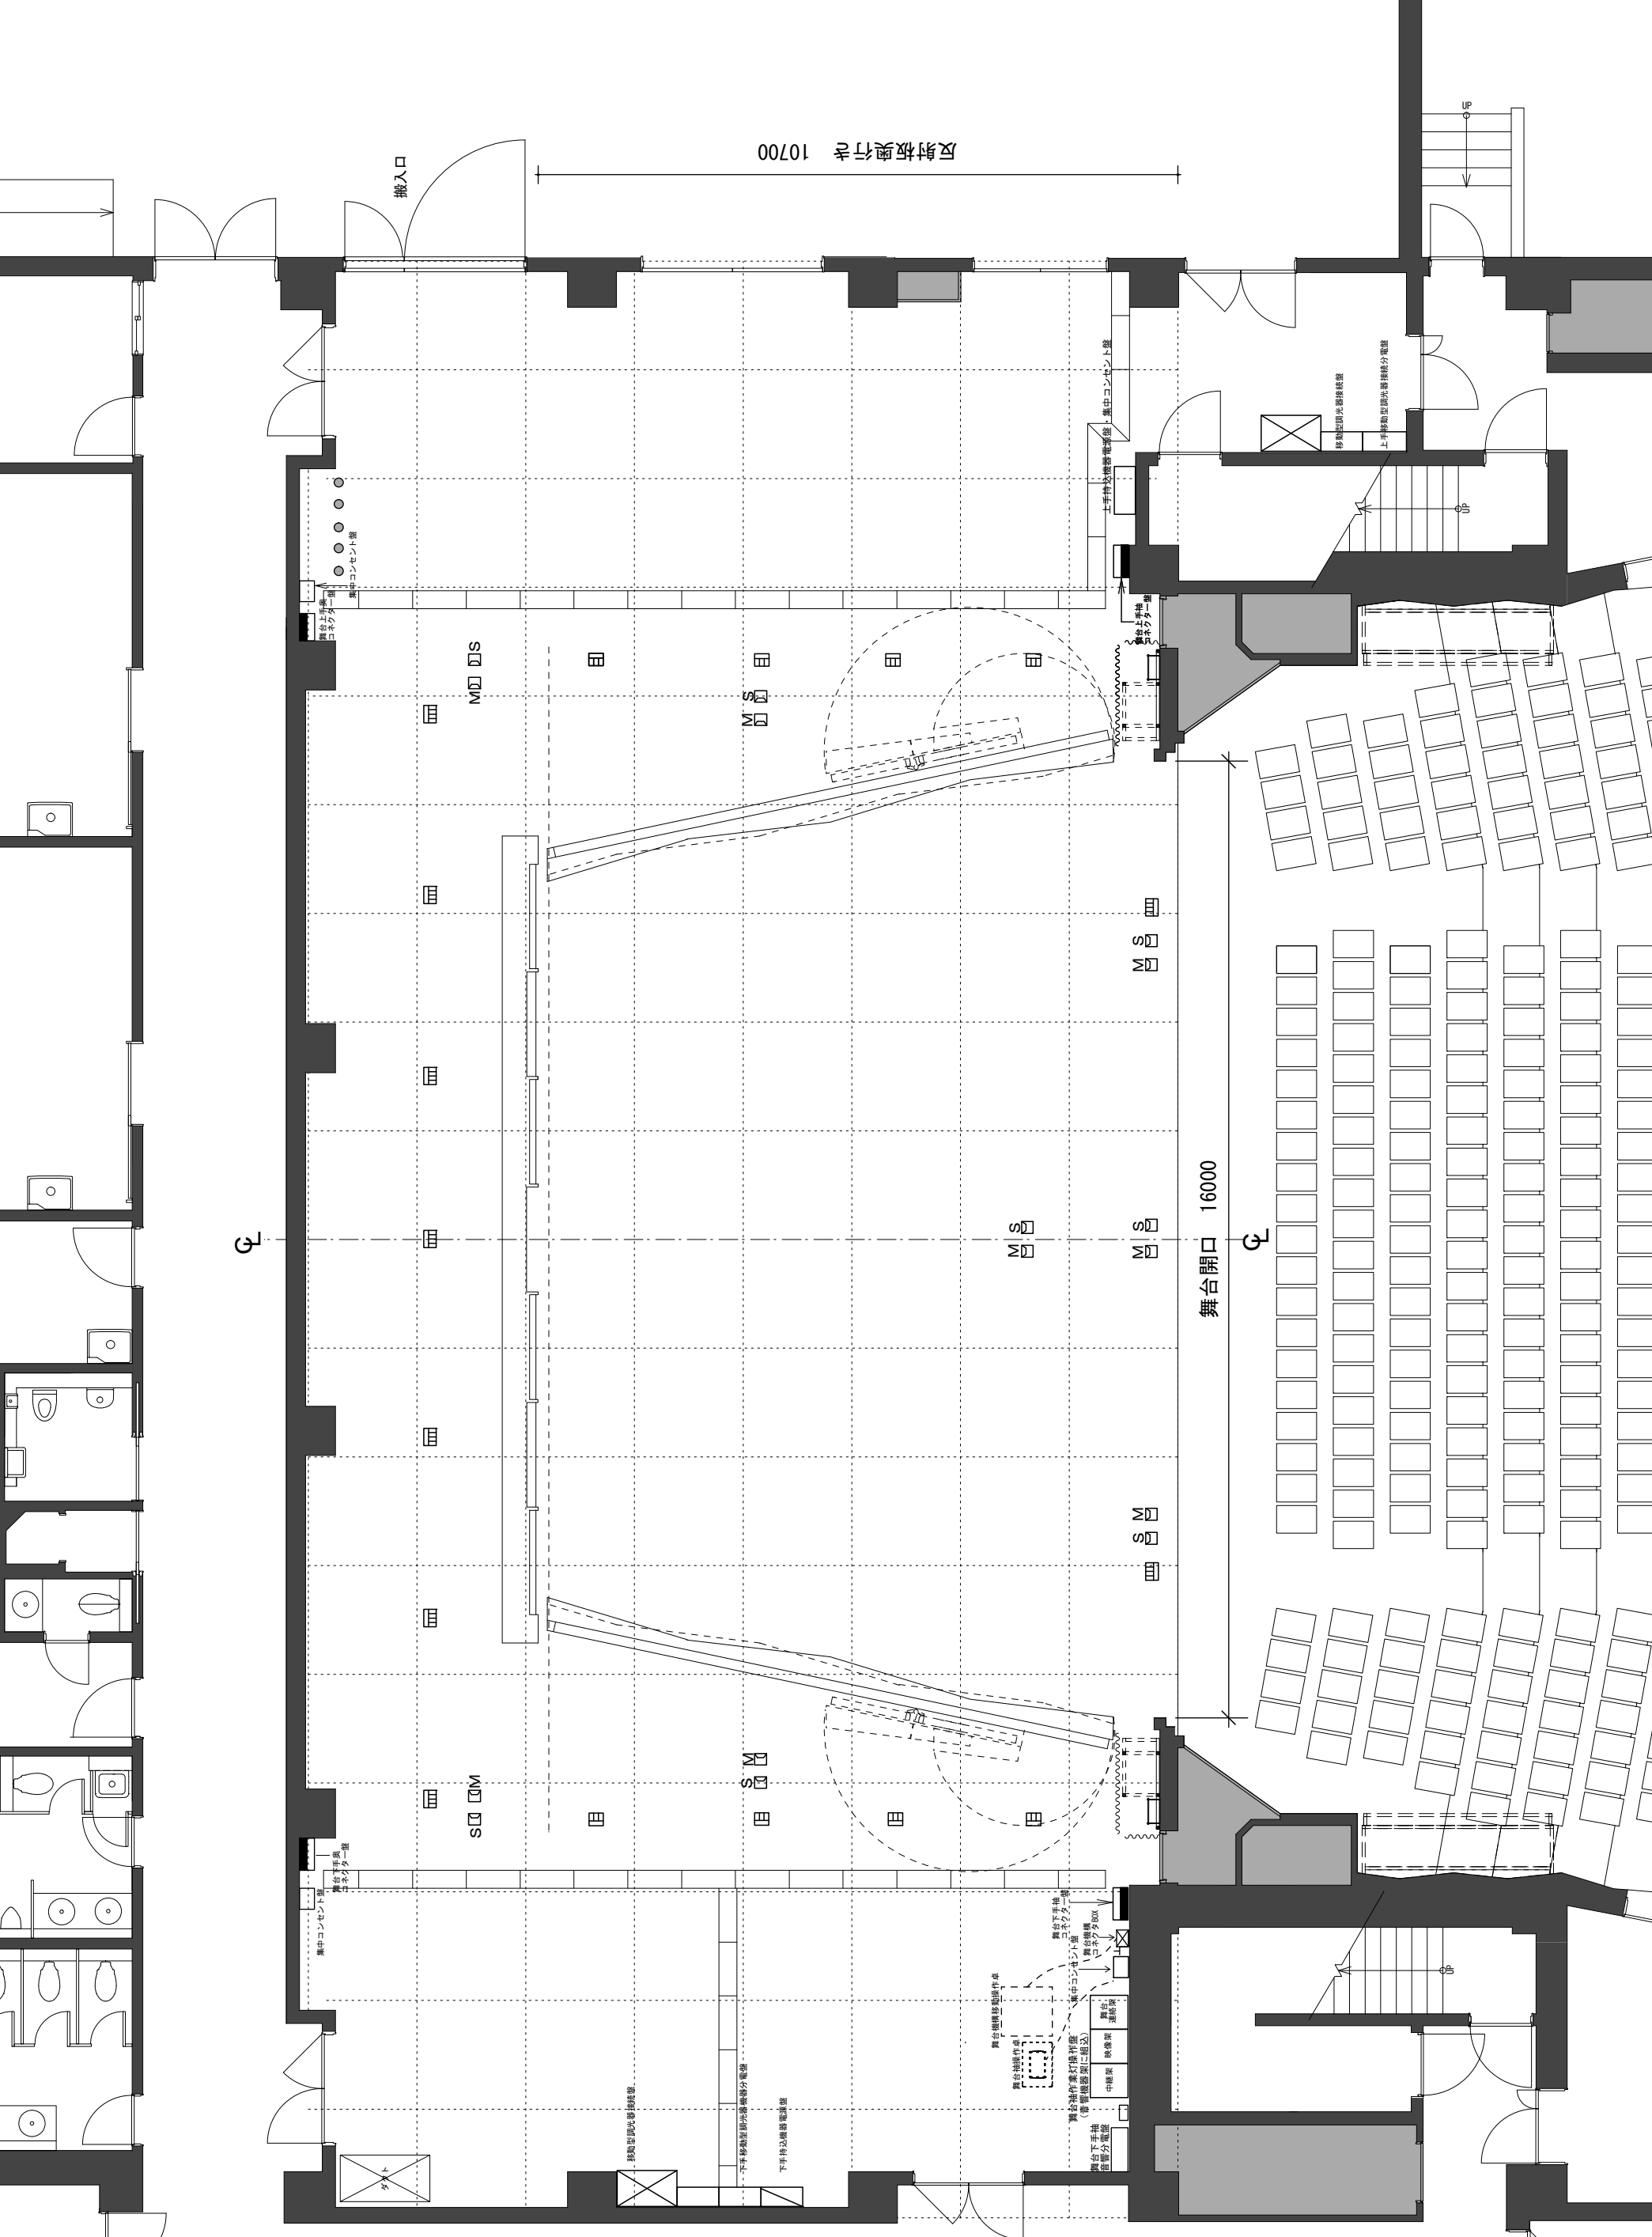 UP
搬入口
反射板奥行き 10700
上手持込機器電源盤・集中コンセント盤
移動型調光器接続盤
上手移動型調光器接続分電盤
UP
集中コンセント盤
舞台上手奥
コネクター盤
舞台上手袖
コネクター盤
S
M
S
M
S
M
CL
S
M
S
M
舞台開口 16000
CL
M
S
M
S
M
S
舞台下手奥
コネクター盤
集中コンセント盤
舞台下手袖
コネクター盤
舞台機構
コネクタBOX
集中コンセント盤
UP
舞台機構移動操作卓
舞台袖操作卓
舞台
連絡架
映像架
中継架
舞台袖作業灯操作盤
(音響機器架に組込)
舞台下手袖
音響分電盤
移動型調光器接続盤
下手移動型調光器機器分電盤
下手持込機器電源盤
ダクト